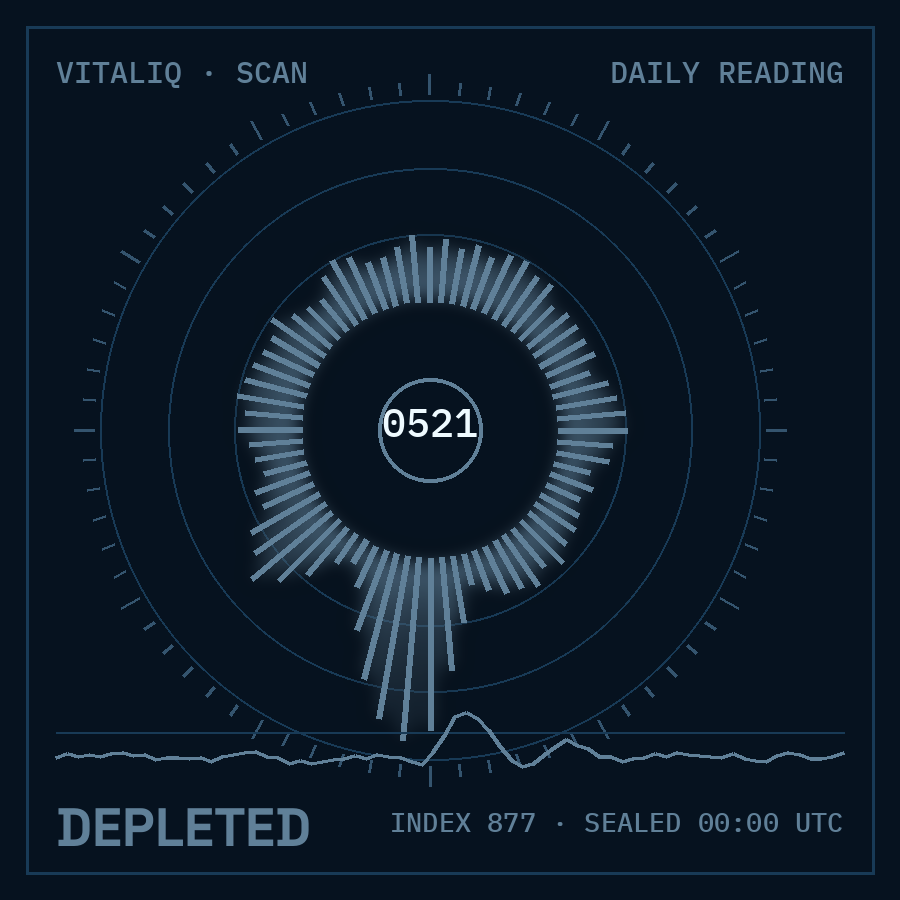 VITALIQ · SCAN
DAILY READING
0521
DEPLETED
INDEX 877 · SEALED 00:00 UTC